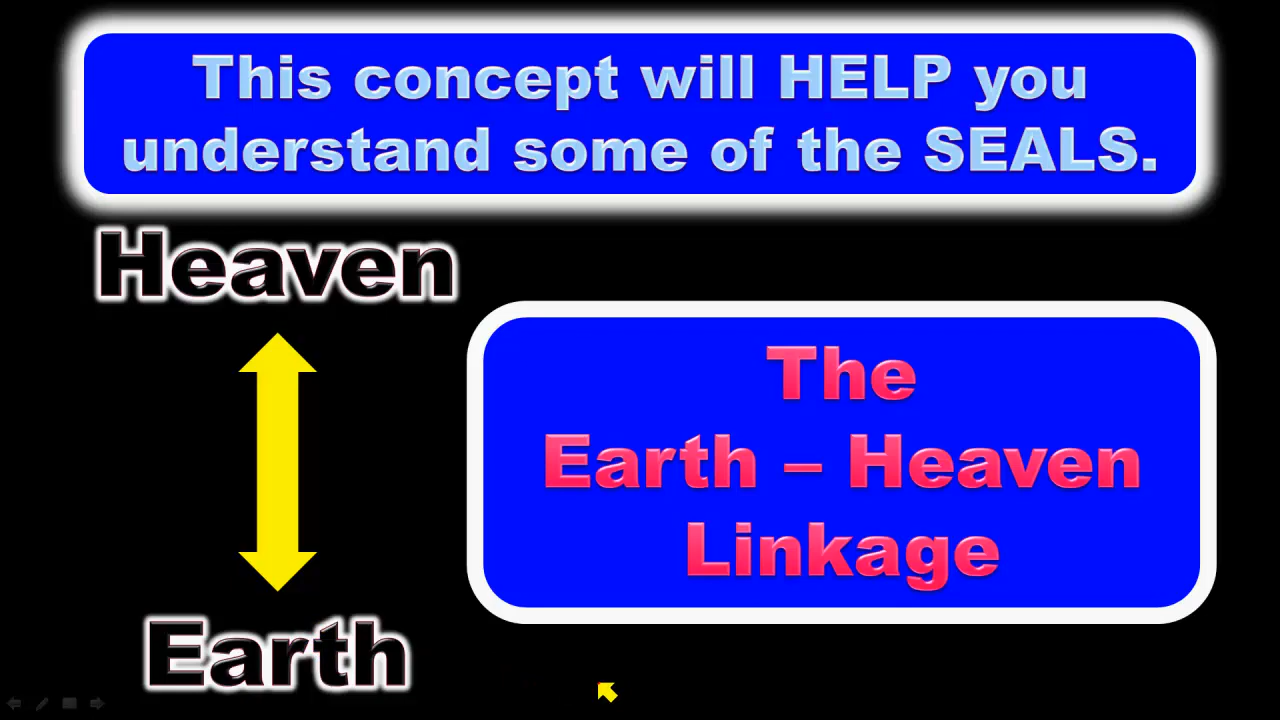 This concept will HELP you
understand some of the SEALS.
Heaven
The
Earth – Heaven
Linkage
Earth